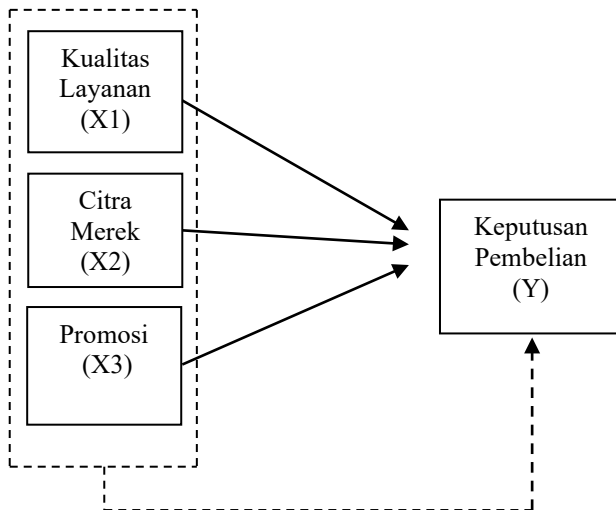 Kualitas
Layanan
(X1)
Citra
Merek
(X2)
Promosi
(X3)
Keputusan
Pembelian
(Y)